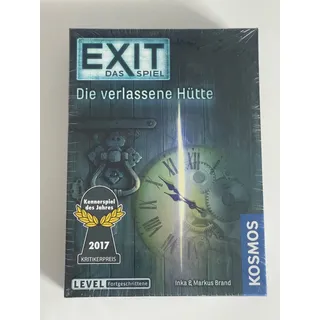 EXIT
DAS SPIEL
Die verlassene Hütte
Kennerspiel
des Jahres
2017
KRITIKERPREIS
LEVEL Fortgeschrittene
Inka & Markus Brand
KOSMOS